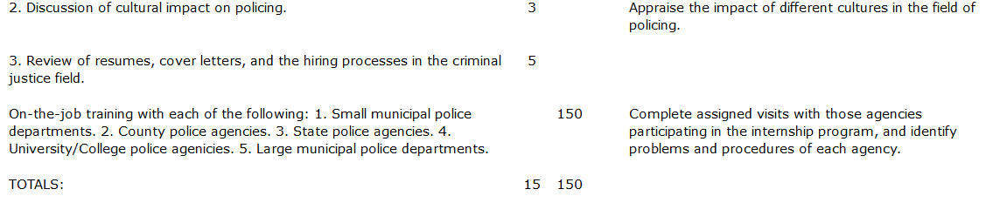 2. Discussion of cultural impact on policing. 3 Appraise the impact of different cultures in the field of
policing.
3. Review of resumes, cover letters, and the hiring processes in the criminal 5
justice field.
On-the-job training with each of the following: 1. Small municipal police 150 Complete assigned visits with those agencies
departments. 2. County police agencies. 3. State police agencies. 4. participating in the internship program, and identify
University/College police agenicies. 5. Large municipal police departments. problems and procedures of each agency.
TOTALS: 15 150